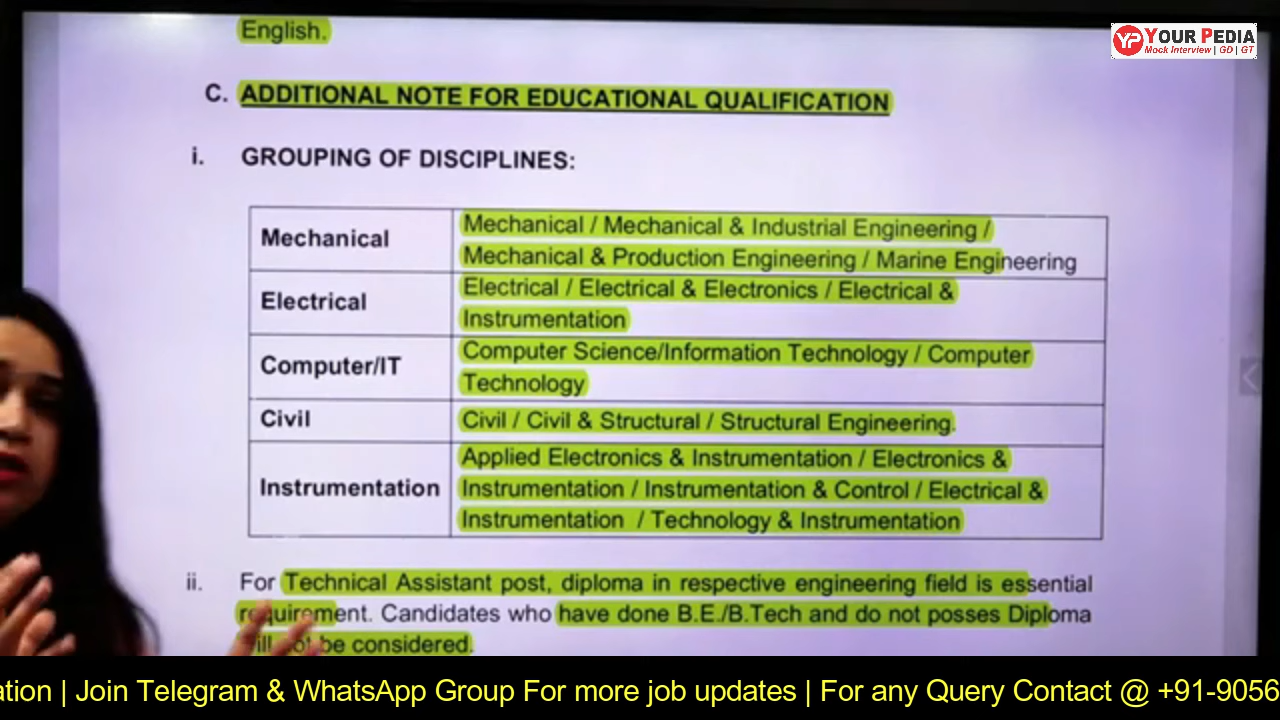 English.
YOUR PEDIA
Mock Interview | GD | GT
C. ADDITIONAL NOTE FOR EDUCATIONAL QUALIFICATION
i. GROUPING OF DISCIPLINES:
Mechanical
Mechanical / Mechanical & Industrial Engineering /
Mechanical & Production Engineering / Marine Engineering
Electrical
Electrical / Electrical & Electronics / Electrical &
Instrumentation
Computer/IT
Computer Science/Information Technology / Computer
Technology
Civil
Civil / Civil & Structural / Structural Engineering.
Instrumentation
Applied Electronics & Instrumentation / Electronics &
Instrumentation / Instrumentation & Control / Electrical &
Instrumentation / Technology & Instrumentation
ii. For Technical Assistant post, diploma in respective engineering field is essential
requirement. Candidates who have done B.E./B.Tech and do not posses Diploma
will not be considered.
ation | Join Telegram & WhatsApp Group For more job updates | For any Query Contact @ +91-9056